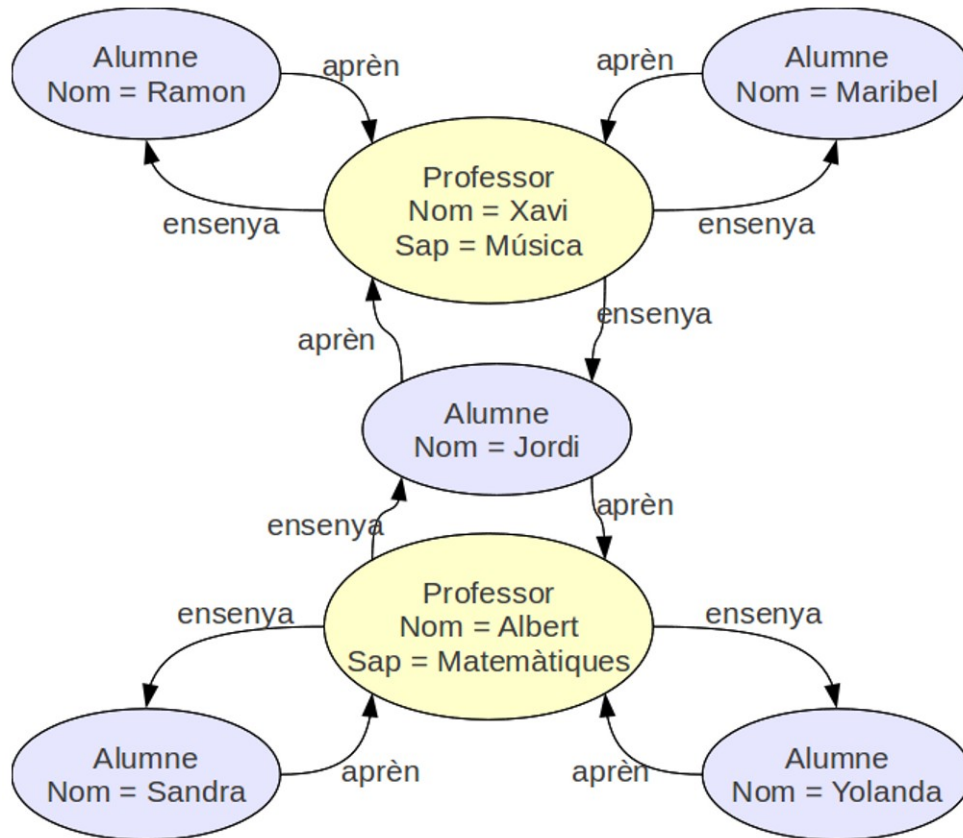 Alumne
Nom = Ramon
aprèn
aprèn
Alumne
Nom = Maribel
Professor
Nom = Xavi
Sap = Música
ensenya
ensenya
ensenya
aprèn
Alumne
Nom = Jordi
ensenya
aprèn
Professor
Nom = Albert
Sap = Matemàtiques
ensenya
ensenya
Alumne
Nom = Sandra
aprèn
aprèn
Alumne
Nom = Yolanda